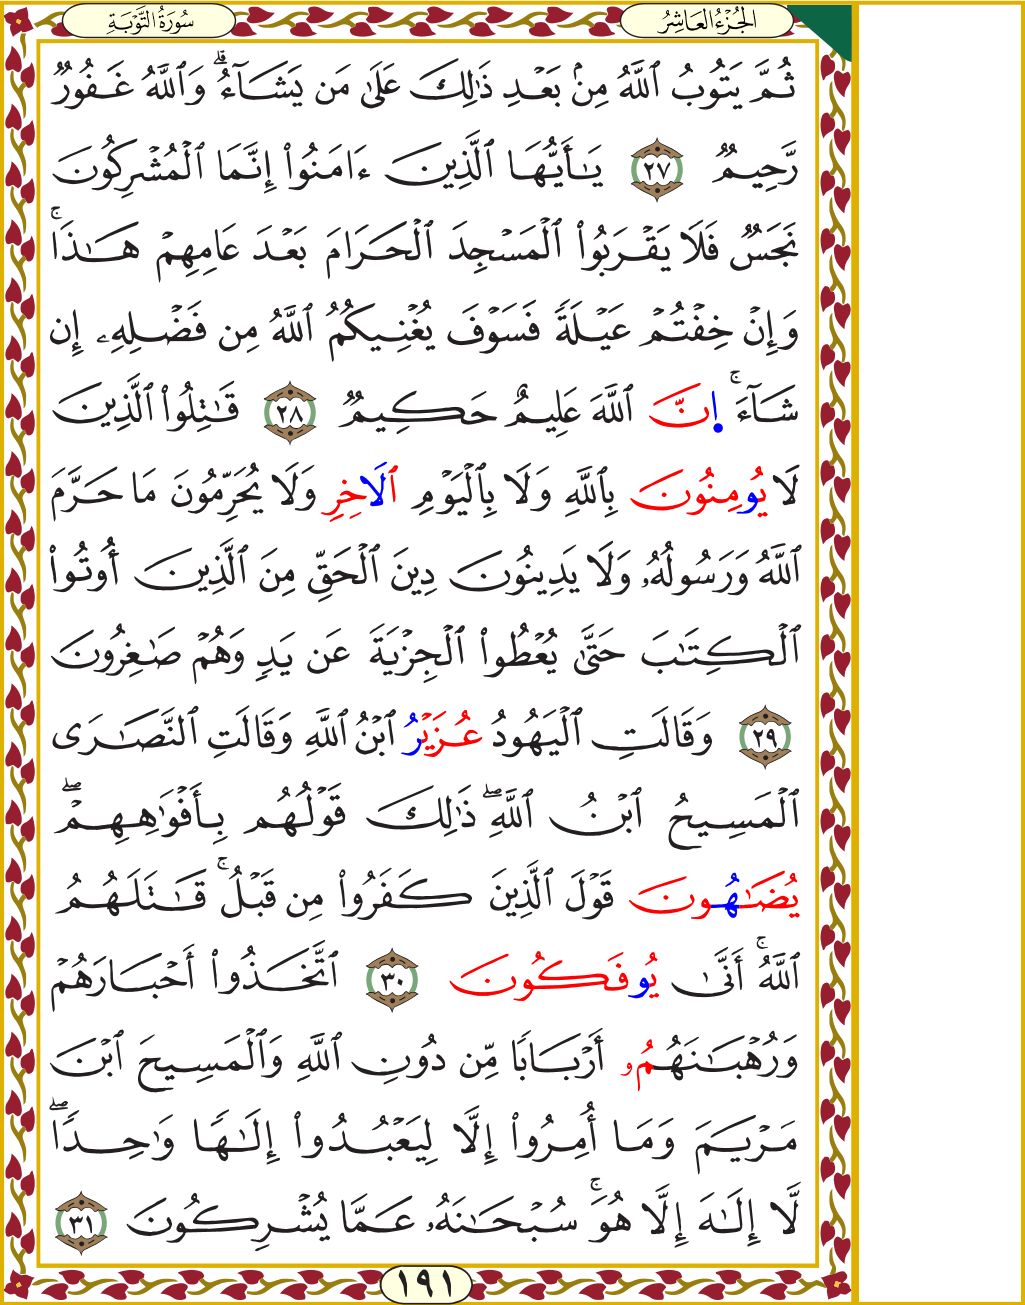 الجُزْءُ العَاشِرُ
سُورَةُ التَّوْبَةِ
ثُمَّ يَتُوبُ ٱللَّهُ مِنۢ بَعۡدِ ذَٰلِكَ عَلَىٰ مَن يَشَآءُۗ وَٱللَّهُ غَفُورٞ
رَّحِيمٞ ٢٧ يَٰٓأَيُّهَا ٱلَّذِينَ ءَامَنُوٓاْ إِنَّمَا ٱلۡمُشۡرِكُونَ
نَجَسٞ فَلَا يَقۡرَبُواْ ٱلۡمَسۡجِدَ ٱلۡحَرَامَ بَعۡدَ عَامِهِمۡ هَٰذَاۚ
وَإِنۡ خِفۡتُمۡ عَيۡلَةٗ فَسَوۡفَ يُغۡنِيكُمُ ٱللَّهُ مِن فَضۡلِهِۦٓ إِن
شَآءَۚ إِنَّ ٱللَّهَ عَلِيمٌ حَكِيمٞ ٢٨ قَٰتِلُواْ ٱلَّذِينَ
لَا يُومِنُونَ بِٱللَّهِ وَلَا بِٱلۡيَوۡمِ ٱلَاخِرِ وَلَا يُحَرِّمُونَ مَا حَرَّمَ
ٱللَّهُ وَرَسُولُهُۥ وَلَا يَدِينُونَ دِينَ ٱلۡحَقِّ مِنَ ٱلَّذِينَ أُوتُواْ
ٱلۡكِتَٰبَ حَتَّىٰ يُعۡطُواْ ٱلۡجِزۡيَةَ عَن يَدٖ وَهُمۡ صَٰغِرُونَ
٢٩ وَقَالَتِ ٱلۡيَهُودُ عُزَيۡرُ ٱبۡنُ ٱللَّهِ وَقَالَتِ ٱلنَّصَٰرَى
ٱلۡمَسِيحُ ٱبۡنُ ٱللَّهِۖ ذَٰلِكَ قَوۡلُهُم بِأَفۡوَٰهِهِمۡۖ
يُضَٰهُونَ قَوۡلَ ٱلَّذِينَ كَفَرُواْ مِن قَبۡلُۚ قَٰتَلَهُمُ
ٱللَّهُۚ أَنَّىٰ يُوفَكُونَ ٣٠ ٱتَّخَذُوٓاْ أَحۡبَارَهُمۡ
وَرُهۡبَٰنَهُمُۥٓ أَرۡبَابٗا مِّن دُونِ ٱللَّهِ وَٱلۡمَسِيحَ ٱبۡنَ
مَرۡيَمَ وَمَآ أُمِرُوٓاْ إِلَّا لِيَعۡبُدُوٓاْ إِلَٰهٗا وَٰحِدٗاۖ
لَّآ إِلَٰهَ إِلَّا هُوَۚ سُبۡحَٰنَهُۥ عَمَّا يُشۡرِكُونَ ٣١
١٩١